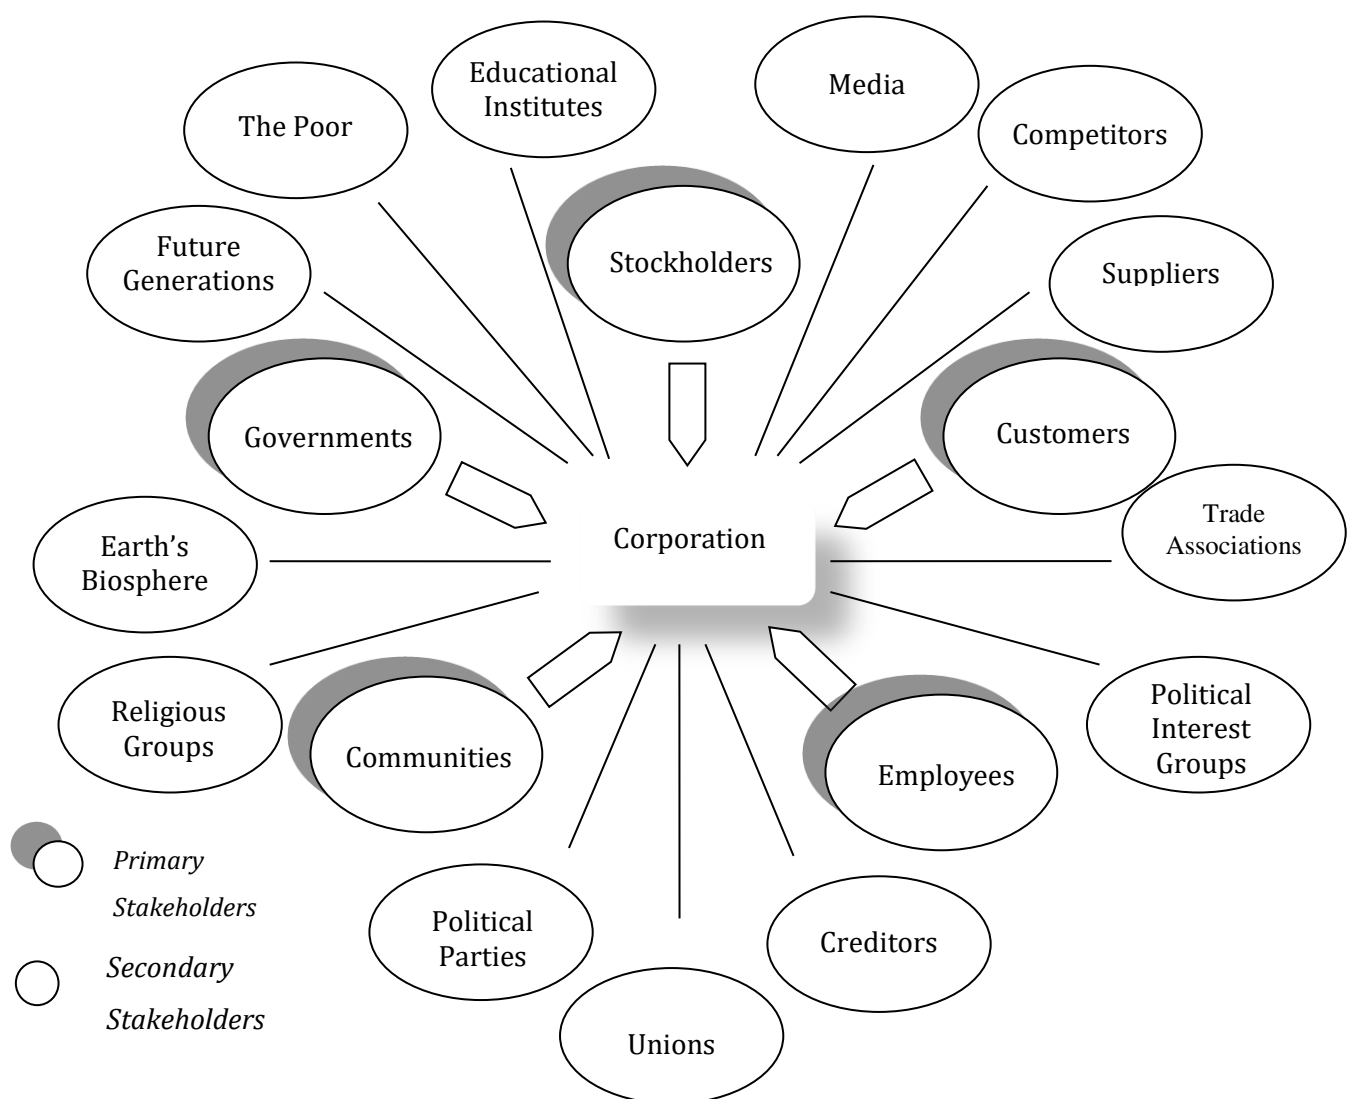 Educational
Institutes
Media
The Poor
Competitors
Future
Generations
Stockholders
Suppliers
Governments
Customers
Earth’s
Biosphere
Corporation
Trade
Associations
Religious
Groups
Communities
Employees
Political
Interest
Groups
Primary
Stakeholders
Political
Parties
Creditors
Secondary
Stakeholders
Unions